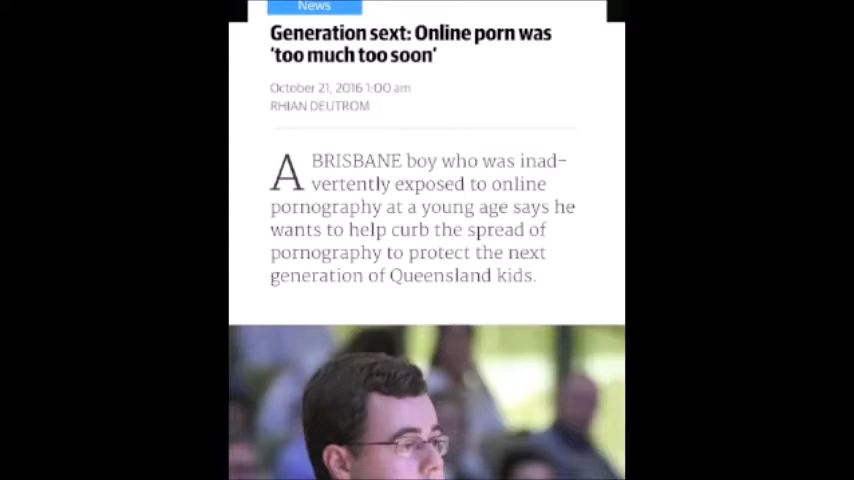 News
Generation sext: Online porn was
‘too much too soon’
October 21, 2016 1:00 am
RHIAN DEUTROM
A BRISBANE boy who was inad-
vertently exposed to online
pornography at a young age says he
wants to help curb the spread of
pornography to protect the next
generation of Queensland kids.